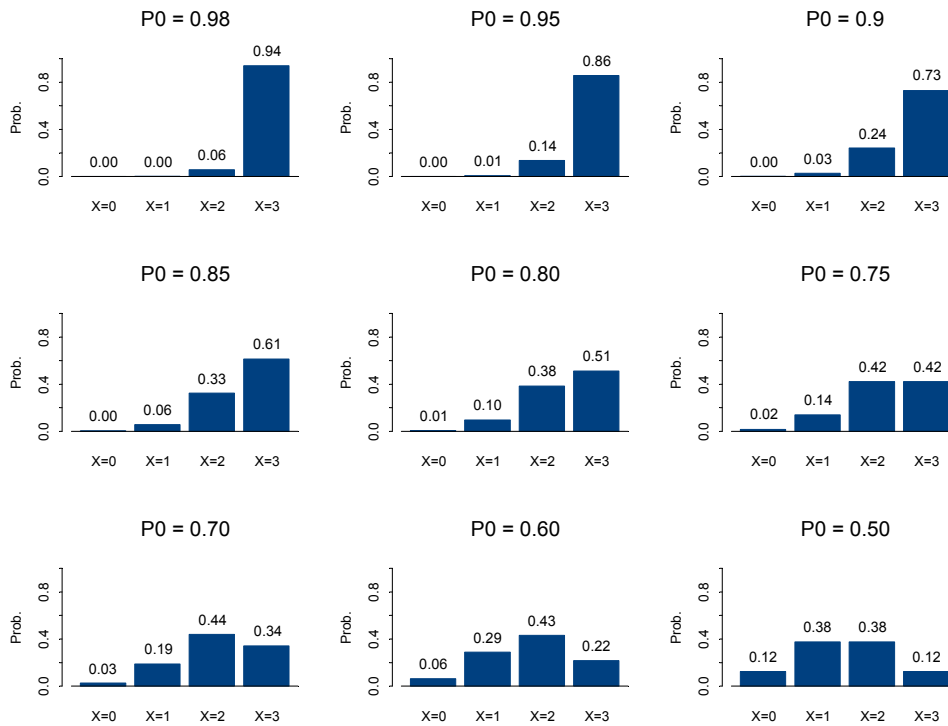 P0 = 0.98
Prob.
0.0 0.4 0.8
0.00 0.00 0.06 0.94
X=0 X=1 X=2 X=3
P0 = 0.95
Prob.
0.0 0.4 0.8
0.00 0.01 0.14 0.86
X=0 X=1 X=2 X=3
P0 = 0.9
Prob.
0.0 0.4 0.8
0.00 0.03 0.24 0.73
X=0 X=1 X=2 X=3
P0 = 0.85
Prob.
0.0 0.4 0.8
0.00 0.06 0.33 0.61
X=0 X=1 X=2 X=3
P0 = 0.80
Prob.
0.0 0.4 0.8
0.01 0.10 0.38 0.51
X=0 X=1 X=2 X=3
P0 = 0.75
Prob.
0.0 0.4 0.8
0.02 0.14 0.42 0.42
X=0 X=1 X=2 X=3
P0 = 0.70
Prob.
0.0 0.4 0.8
0.03 0.19 0.44 0.34
X=0 X=1 X=2 X=3
P0 = 0.60
Prob.
0.0 0.4 0.8
0.06 0.29 0.43 0.22
X=0 X=1 X=2 X=3
P0 = 0.50
Prob.
0.0 0.4 0.8
0.12 0.38 0.38 0.12
X=0 X=1 X=2 X=3